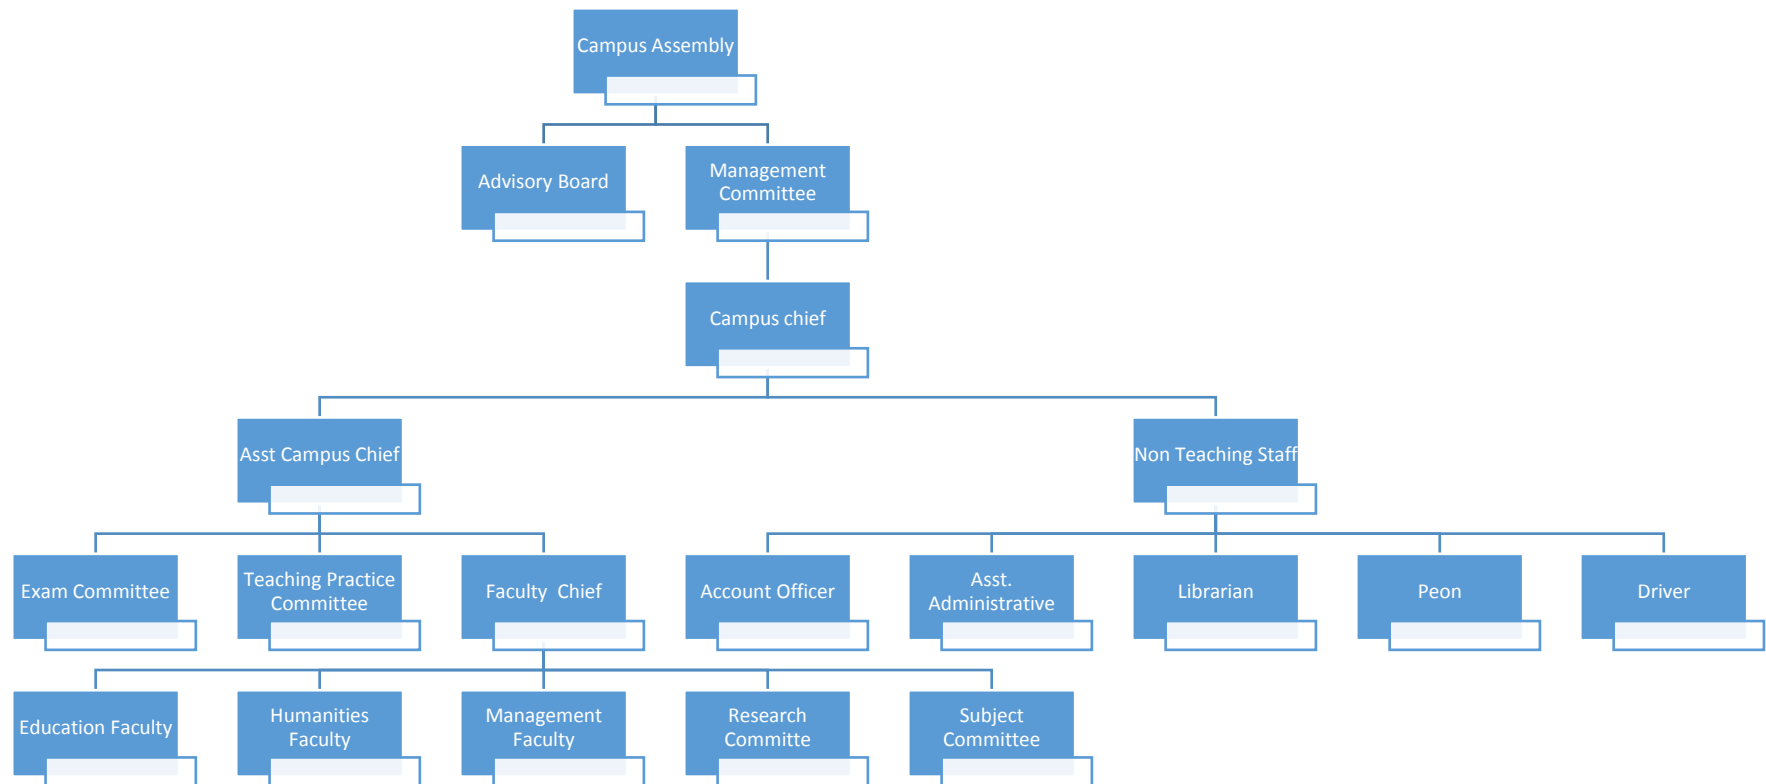 Campus Assembly
Advisory Board
Management
Committee
Campus chief
Asst Campus Chief
Non Teaching Staff
Exam Committee
Teaching Practice
Committee
Faculty  Chief
Account Officer
Asst.
Administrative
Librarian
Peon
Driver
Education Faculty
Humanities
Faculty
Management
Faculty
Research
Committe
Subject
Committee